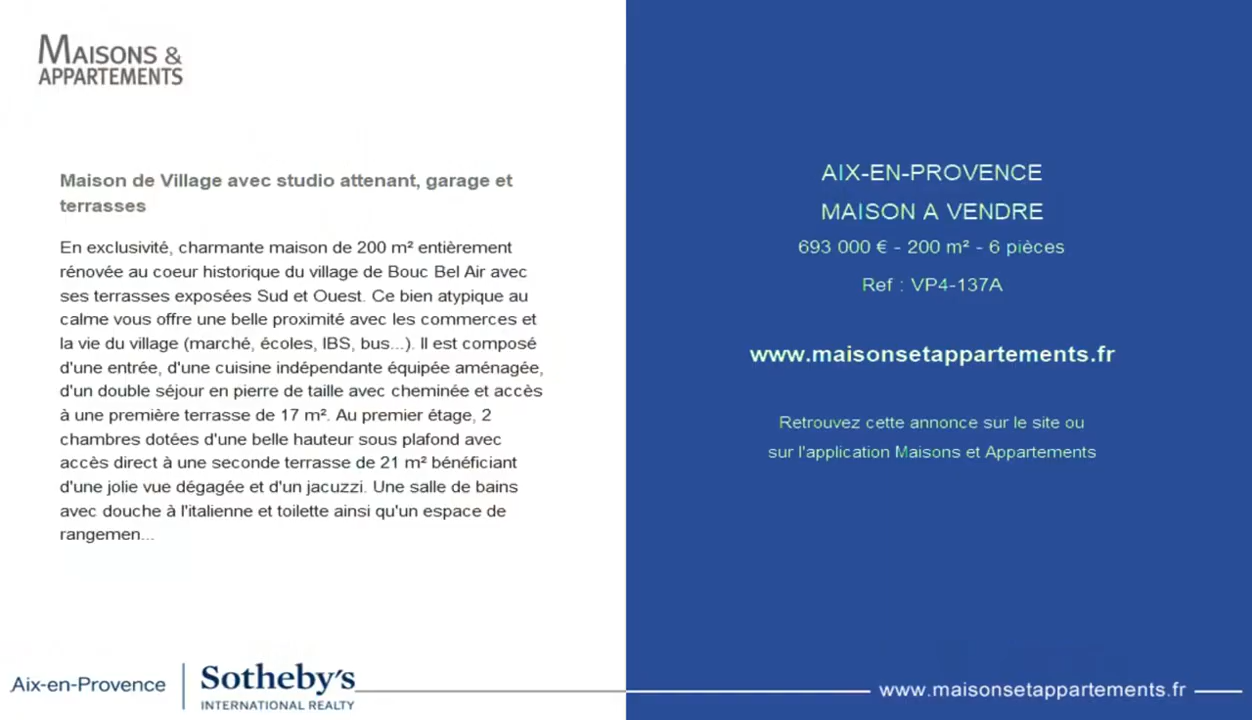 MAISONS &
APPARTEMENTS
Maison de Village avec studio attenant, garage et
terrasses
En exclusivité, charmante maison de 200 m² entièrement
rénovée au coeur historique du village de Bouc Bel Air avec
ses terrasses exposées Sud et Ouest. Ce bien atypique au
calme vous offre une belle proximité avec les commerces et
la vie du village (marché, écoles, IBS, bus...). Il est composé
d'une entrée, d'une cuisine indépendante équipée aménagée,
d'un double séjour en pierre de taille avec cheminée et accès
à une première terrasse de 17 m². Au premier étage, 2
chambres dotées d'une belle hauteur sous plafond avec
accès direct à une seconde terrasse de 21 m² bénéficiant
d'une jolie vue dégagée et d'un jacuzzi. Une salle de bains
avec douche à l'italienne et toilette ainsi qu'un espace de
rangemen...
AIX-EN-PROVENCE
MAISON A VENDRE
693 000 € - 200 m² - 6 pièces
Ref : VP4-137A
www.maisonsetappartements.fr
Retrouvez cette annonce sur le site ou
sur l'application Maisons et Appartements
Aix-en-Provence
Sotheby's
INTERNATIONAL REALTY
www.maisonsetappartements.fr